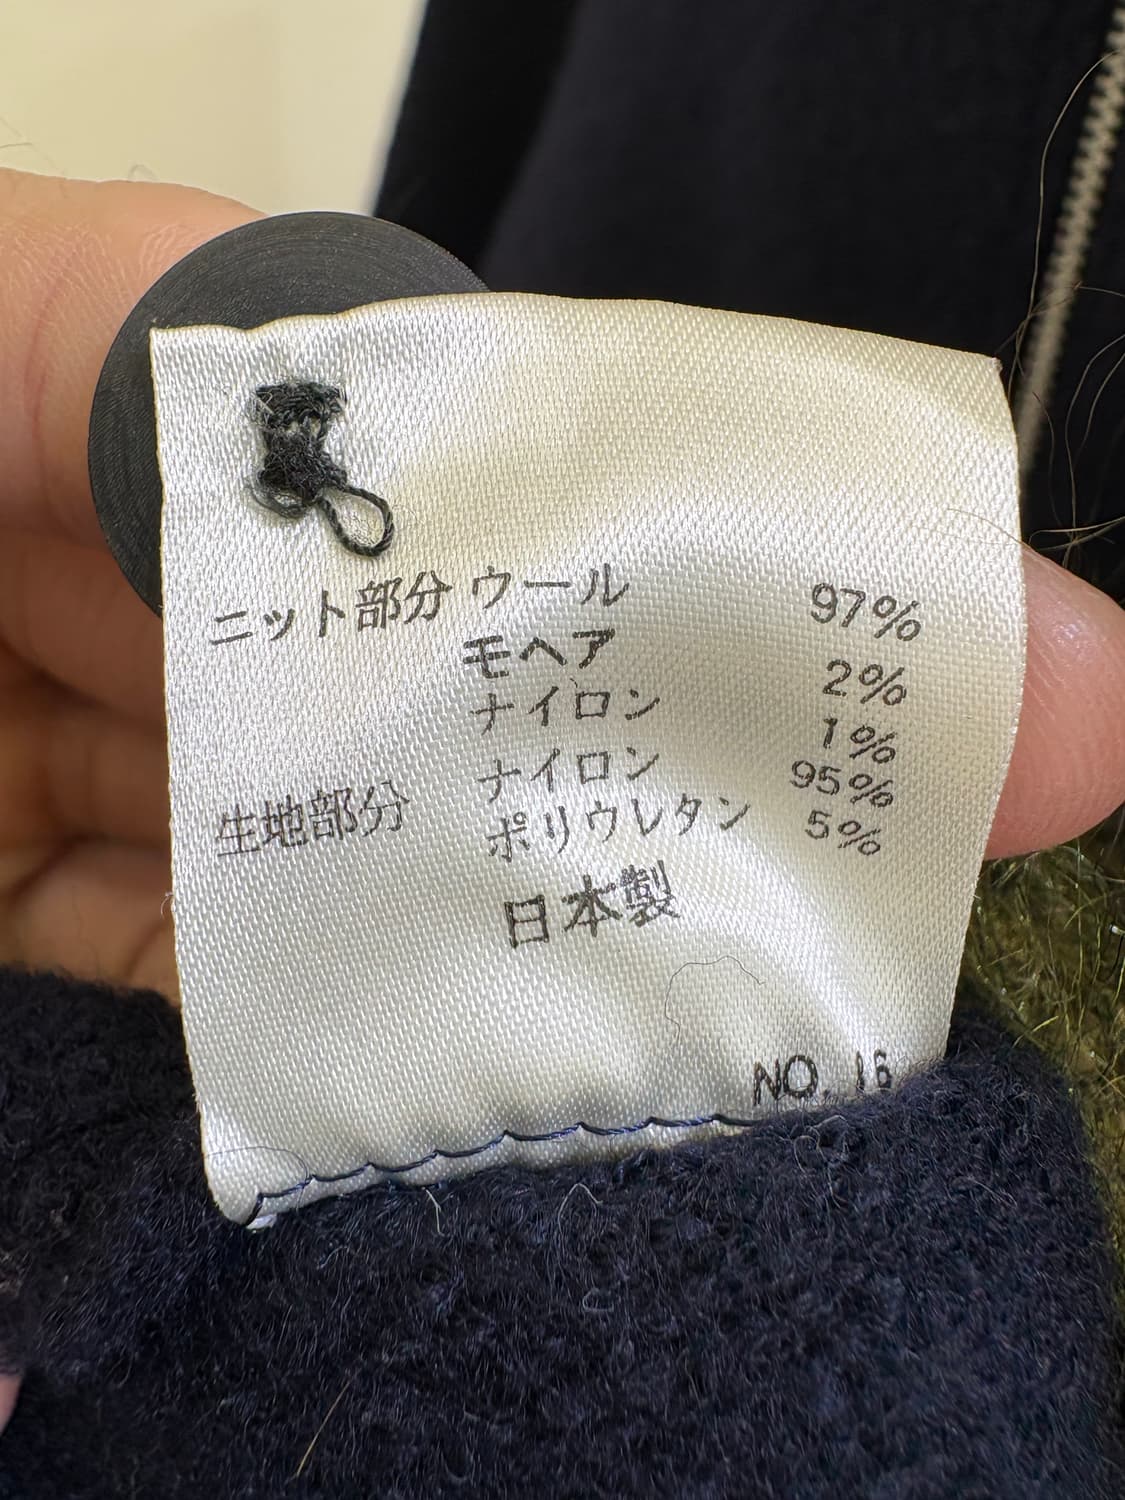 ニット部分 ウール 97%
モヘア 2%
ナイロン 1%
生地部分 ナイロン 95%
ポリウレタン 5%
日本製
NO. 16